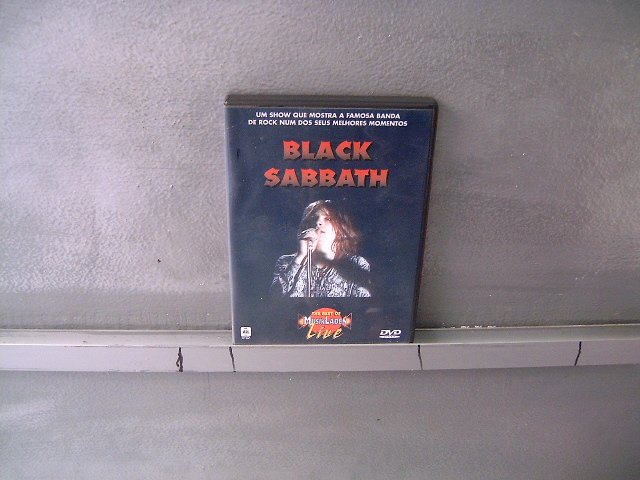 UM SHOW QUE MOSTRA A FAMOSA BANDA
DE ROCK NUM DOS SEUS MELHORES MOMENTOS
BLACK
SABBATH
THE BEST OF
MUSIKLADEN
Live
DVD